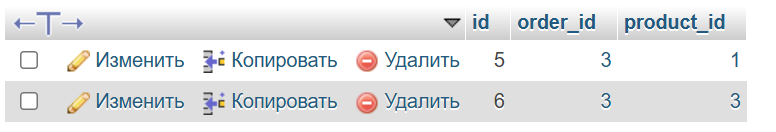 id order_id product_id
Изменить Копировать Удалить 5 3 1
Изменить Копировать Удалить 6 3 3